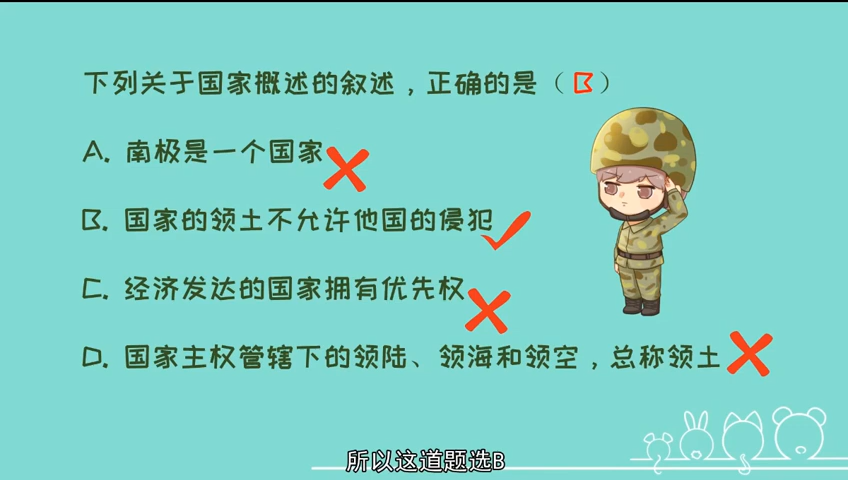 下列关于国家概述的叙述，正确的是（B）
A. 南极是一个国家
B. 国家的领土不允许他国的侵犯
C. 经济发达的国家拥有优先权
D. 国家主权管辖下的领陆、领海和领空，总称领土
所以这道题选B